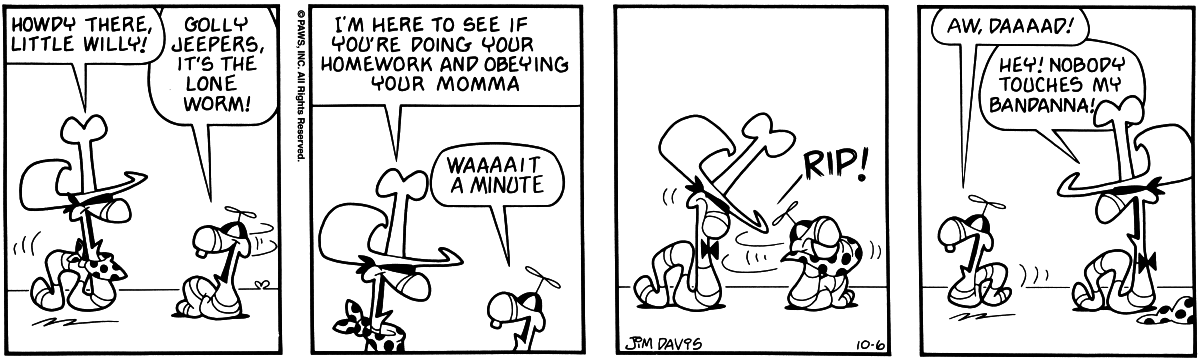 HOWDY THERE,
LITTLE WILLY!
GOLLY
JEEPERS,
IT'S THE
LONE
WORM!
© PAWS, INC. All Rights Reserved.
I'M HERE TO SEE IF
YOU'RE DOING YOUR
HOMEWORK AND OBEYING
YOUR MOMMA
WAAAAIT
A MINUTE
RIP!
JIM DAVIS
10-6
AW, DAAAAD!
HEY! NOBODY
TOUCHES MY
BANDANNA!